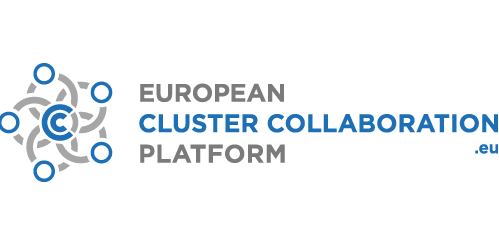 EUROPEAN
CLUSTER COLLABORATION
PLATFORM
.eu